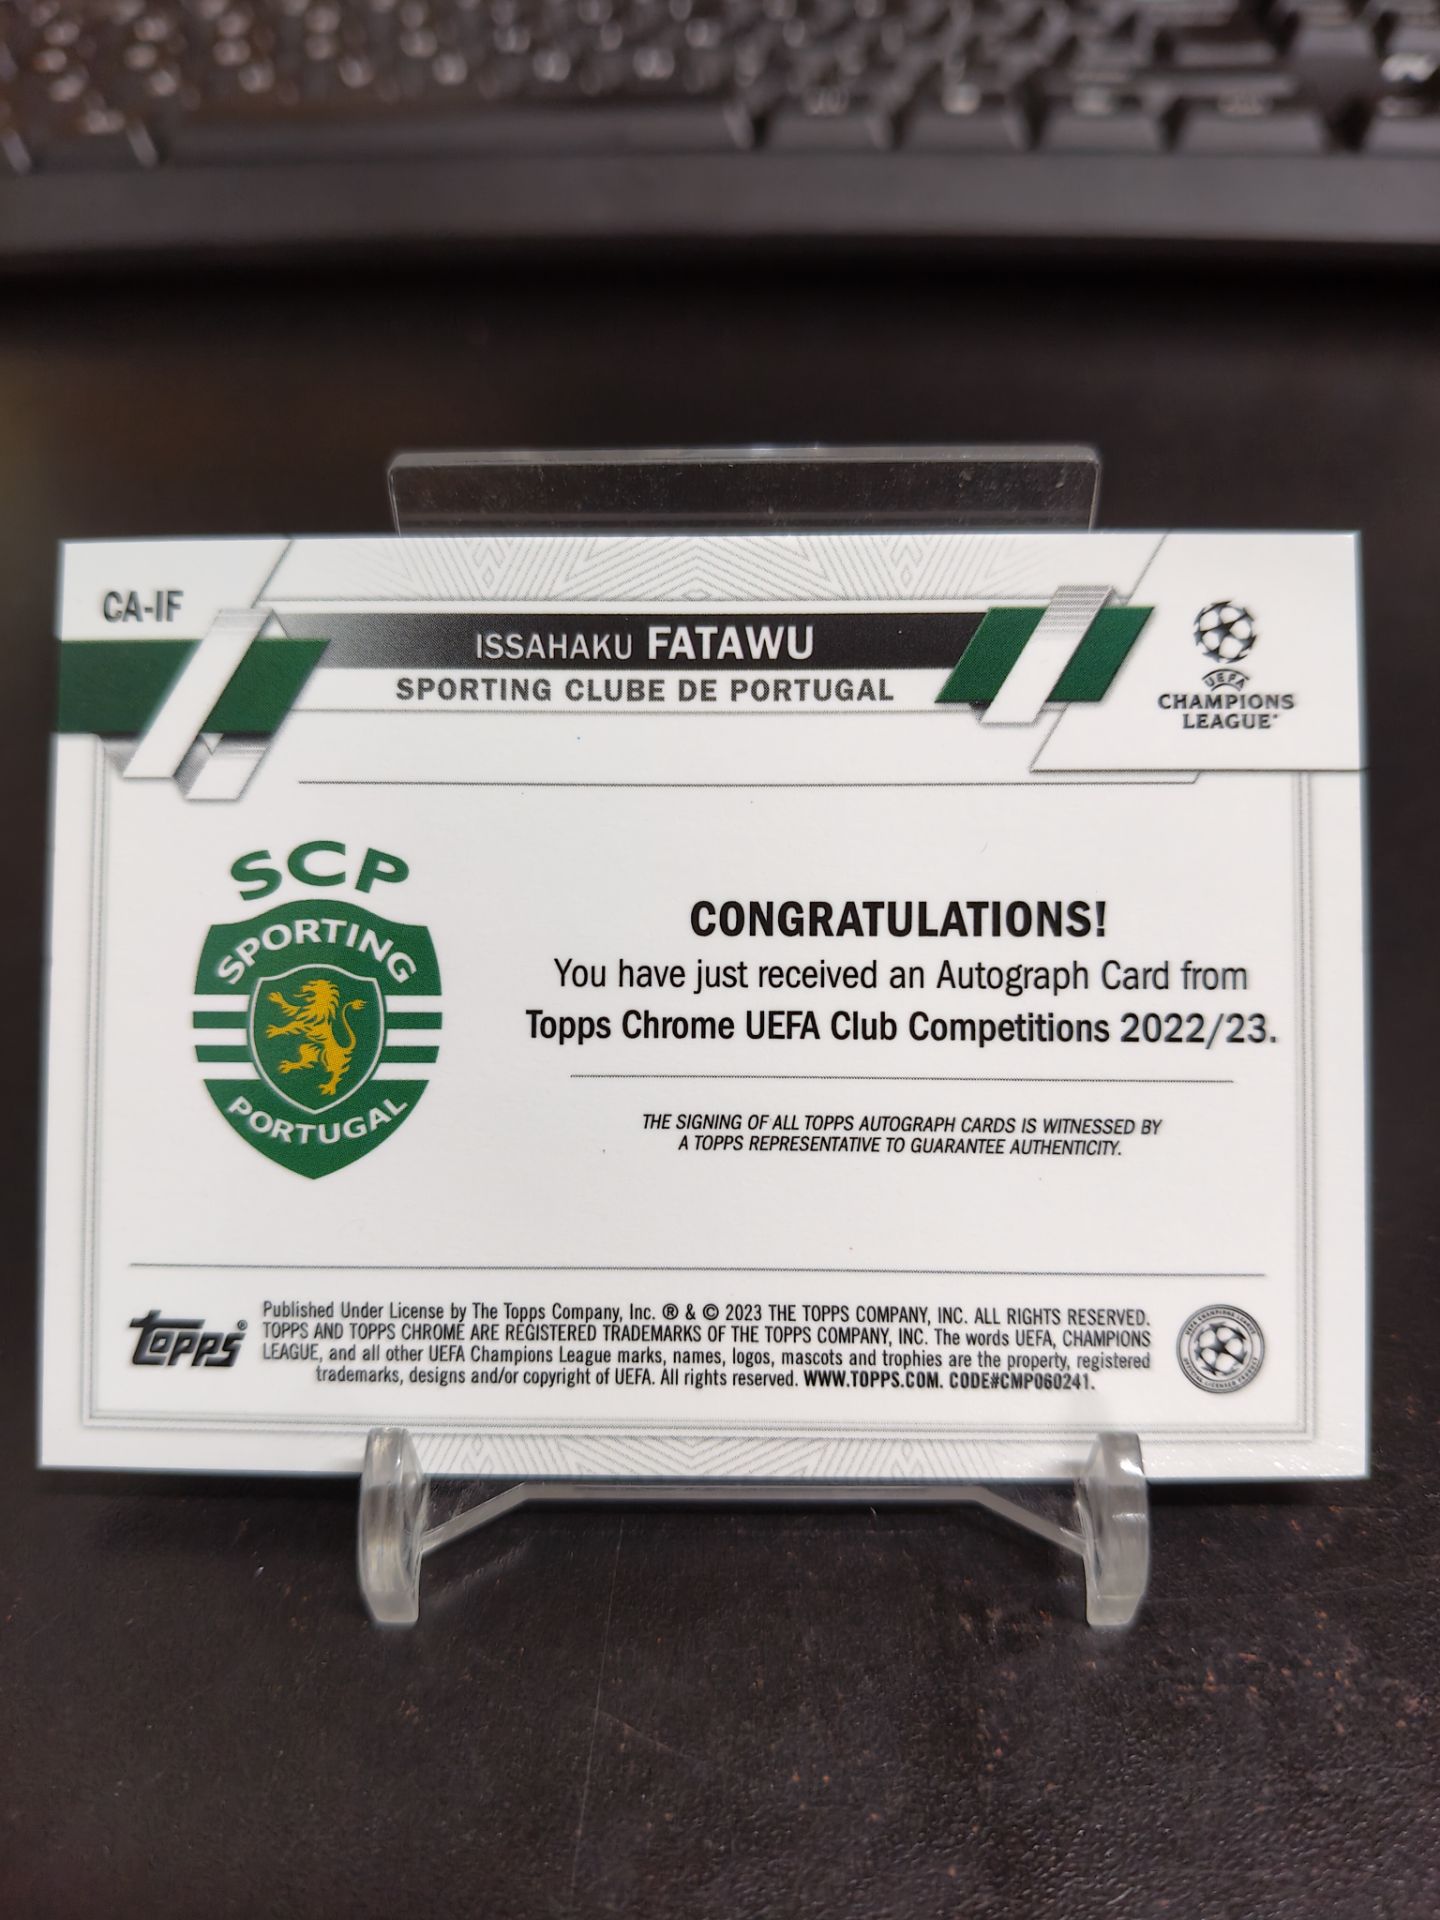 CA-IF
ISSAHAKU FATAWU
SPORTING CLUBE DE PORTUGAL
UEFA
CHAMPIONS
LEAGUE®
SCP
SPORTING
PORTUGAL
CONGRATULATIONS!
You have just received an Autograph Card from
Topps Chrome UEFA Club Competitions 2022/23.
THE SIGNING OF ALL TOPPS AUTOGRAPH CARDS IS WITNESSED BY
A TOPPS REPRESENTATIVE TO GUARANTEE AUTHENTICITY.
topps®
Published Under License by The Topps Company, Inc. ® & © 2023 THE TOPPS COMPANY, INC. ALL RIGHTS RESERVED.
TOPPS AND TOPPS CHROME ARE REGISTERED TRADEMARKS OF THE TOPPS COMPANY, INC. The words UEFA, CHAMPIONS
LEAGUE, and all other UEFA Champions League marks, names, logos, mascots and trophies are the property, registered
trademarks, designs and/or copyright of UEFA. All rights reserved. WWW.TOPPS.COM. CODE#CMP060241.